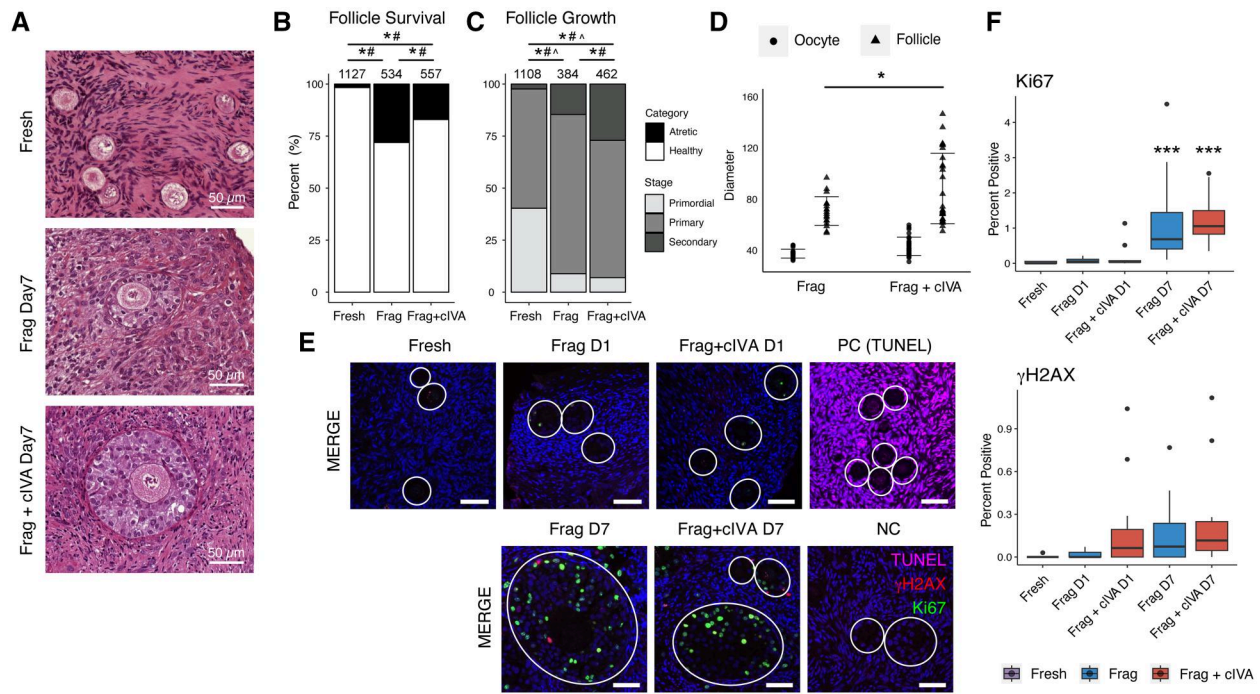 A
Fresh
50 µm
Frag Day7
50 µm
Frag + cIVA Day7
50 µm
B
Follicle Survival
*#
*# *#
1127 534 557
Percent (%)
100
75
50
25
0
Fresh Frag Frag+cIVA
C
Follicle Growth
*#^
*#^ *#
1108 384 462
100
75
50
25
0
Fresh Frag Frag+cIVA
Category
Atretic
Healthy
Stage
Primordial
Primary
Secondary
D
Oocyte Follicle
*
Diameter
160
120
80
40
Frag Frag + cIVA
E
Fresh Frag D1 Frag+cIVA D1 PC (TUNEL)
MERGE
Frag D7 Frag+cIVA D7 NC
MERGE
TUNEL
γH2AX
Ki67
F
Ki67
Percent Positive
4
3
2
1
0
*** ***
Fresh
Frag D1
Frag + cIVA D1
Frag D7
Frag + cIVA D7
γH2AX
Percent Positive
0.9
0.6
0.3
0.0
Fresh
Frag D1
Frag + cIVA D1
Frag D7
Frag + cIVA D7
Fresh Frag Frag + cIVA